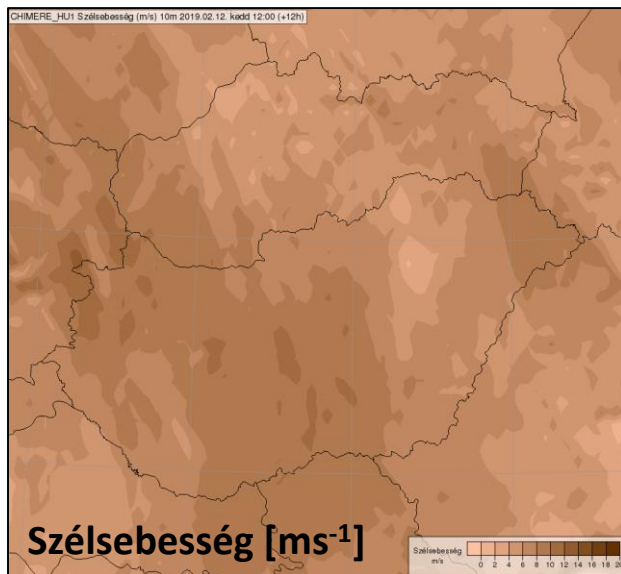 CHIMERE_HU1 Szélsebesség (m/s) 10m 2019.02.12. kedd 12:00 (+12h)
Szélsebesség [ms⁻¹]
Szélsebesség
m/s
0 2 4 6 8 10 12 14 16 18 20